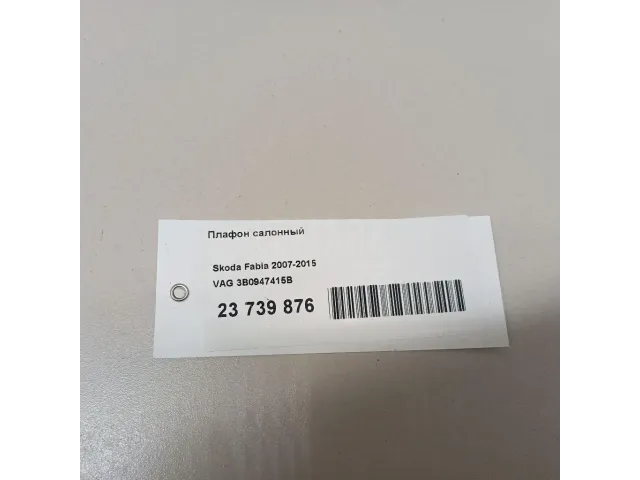 Плафон салонный
Skoda Fabia 2007-2015
VAG 3B0947415B
23 739 876